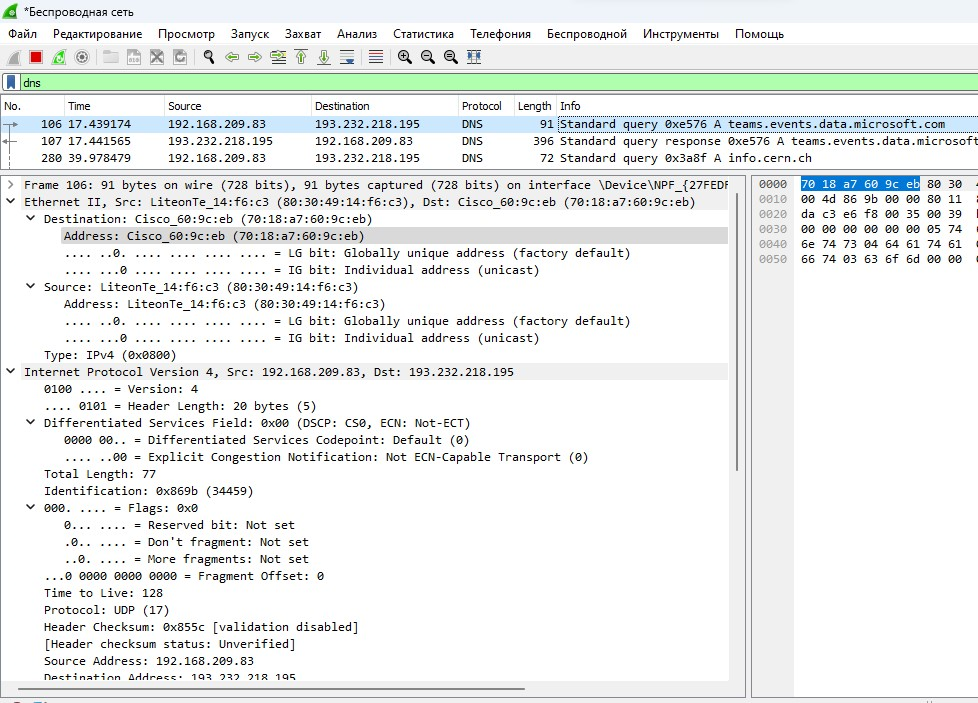 *Беспроводная сеть
Файл Редактирование Просмотр Запуск Захват Анализ Статистика Телефония Беспроводной Инструменты Помощь
dns
No. Time Source Destination Protocol Length Info
106 17.439174 192.168.209.83 193.232.218.195 DNS 91 Standard query 0xe576 A teams.events.data.microsoft.com
107 17.441565 193.232.218.195 192.168.209.83 DNS 396 Standard query response 0xe576 A teams.events.data.microsoft
280 39.978479 192.168.209.83 193.232.218.195 DNS 72 Standard query 0x3a8f A info.cern.ch
Frame 106: 91 bytes on wire (728 bits), 91 bytes captured (728 bits) on interface \Device\NPF_{27FEDF
Ethernet II, Src: LiteonTe_14:f6:c3 (80:30:49:14:f6:c3), Dst: Cisco_60:9c:eb (70:18:a7:60:9c:eb)
Destination: Cisco_60:9c:eb (70:18:a7:60:9c:eb)
Address: Cisco_60:9c:eb (70:18:a7:60:9c:eb)
.... ..0. .... .... .... .... = LG bit: Globally unique address (factory default)
.... ...0 .... .... .... .... = IG bit: Individual address (unicast)
Source: LiteonTe_14:f6:c3 (80:30:49:14:f6:c3)
Address: LiteonTe_14:f6:c3 (80:30:49:14:f6:c3)
.... ..0. .... .... .... .... = LG bit: Globally unique address (factory default)
.... ...0 .... .... .... .... = IG bit: Individual address (unicast)
Type: IPv4 (0x0800)
Internet Protocol Version 4, Src: 192.168.209.83, Dst: 193.232.218.195
0100 .... = Version: 4
.... 0101 = Header Length: 20 bytes (5)
Differentiated Services Field: 0x00 (DSCP: CS0, ECN: Not-ECT)
0000 00.. = Differentiated Services Codepoint: Default (0)
.... ..00 = Explicit Congestion Notification: Not ECN-Capable Transport (0)
Total Length: 77
Identification: 0x869b (34459)
000. .... = Flags: 0x0
0... .... = Reserved bit: Not set
.0.. .... = Don't fragment: Not set
..0. .... = More fragments: Not set
...0 0000 0000 0000 = Fragment Offset: 0
Time to Live: 128
Protocol: UDP (17)
Header Checksum: 0x855c [validation disabled]
[Header checksum status: Unverified]
Source Address: 192.168.209.83
Destination Address: 193.232.218.195
0000 70 18 a7 60 9c eb 80 30
0010 00 4d 86 9b 00 00 80 11
0020 da c3 e6 f8 00 35 00 39
0030 00 00 00 00 00 00 05 74
0040 6e 74 73 04 64 61 74 61
0050 66 74 03 63 6f 6d 00 00